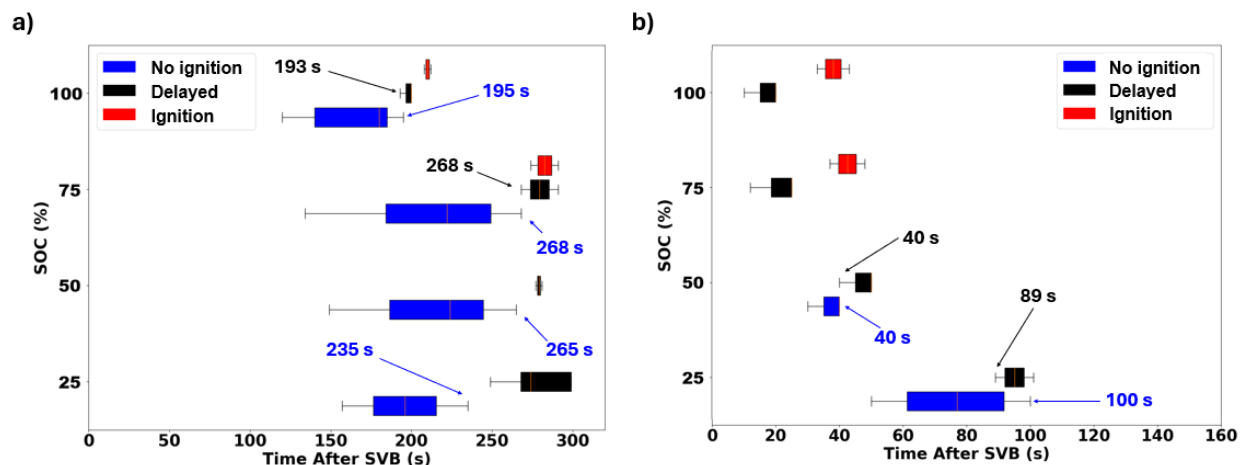 a)
No ignition
Delayed
Ignition
193 s
195 s
268 s
268 s
235 s
265 s
100
75
50
25
SOC (%)
0 50 100 150 200 250 300
Time After SVB (s)
b)
No ignition
Delayed
Ignition
40 s
40 s
89 s
100 s
100
75
50
25
SOC (%)
0 20 40 60 80 100 120 140 160
Time After SVB (s)